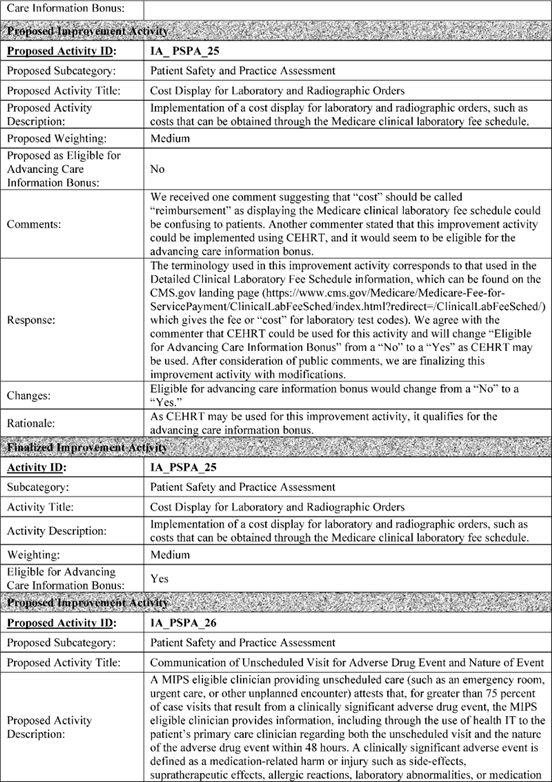 Care Information Bonus:
Proposed Improvement Activity
Proposed Activity ID: IA_ PSPA_25
Proposed Subcategory: Patient Safety and Practice Assessment
Proposed Activity Title: Cost Display for Laboratory and Radiographic Orders
Proposed Activity
Description:
Implementation of a cost display for laboratory and radiographic orders, such as
costs that can be obtained through the Medicare clinical laboratory fee schedule.
Proposed Weighting: Medium
Proposed as Eligible for
Advancing Care
Information Bonus:
No
Comments:
We received one comment suggesting that “cost” should be called
“reimbursement” as displaying the Medicare clinical laboratory fee schedule could
be confusing to patients. Another commenter stated that this improvement activity
could be implemented using CEHRT, and it would seem to be eligible for the
advancing care information bonus.
Response:
The terminology used in this improvement activity corresponds to that used in the
Detailed Clinical Laboratory Fee Schedule information, which can be found on the
CMS.gov landing page (https://www.cms.gov/Medicare/Medicare-Fee-for-
ServicePayment/ClinicalLabFeeSched/index.html?redirect=/ClinicalLabFeeSched/)
which gives the fee or “cost” for laboratory test codes). We agree with the
commenter that CEHRT could be used for this activity and will change “Eligible
for Advancing Care Information Bonus” from a “No” to a “Yes” as CEHRT may
be used. After consideration of public comments, we are finalizing this
improvement activity with modifications.
Changes:
Eligible for advancing care information bonus would change from a “No” to a
“Yes.”
Rationale:
As CEHRT may be used for this improvement activity, it qualifies for the
advancing care information bonus.
Finalized Improvement Activity
Activity ID: IA_PSPA_25
Subcategory: Patient Safety and Practice Assessment
Activity Title: Cost Display for Laboratory and Radiographic Orders
Activity Description:
Implementation of a cost display for laboratory and radiographic orders, such as
costs that can be obtained through the Medicare clinical laboratory fee schedule.
Weighting: Medium
Eligible for Advancing
Care Information Bonus:
Yes
Proposed Improvement Activity
Proposed Activity ID: IA_PSPA_26
Proposed Subcategory: Patient Safety and Practice Assessment
Proposed Activity Title: Communication of Unscheduled Visit for Adverse Drug Event and Nature of Event
Proposed Activity
Description:
A MIPS eligible clinician providing unscheduled care (such as an emergency room,
urgent care, or other unplanned encounter) attests that, for greater than 75 percent
of case visits that result from a clinically significant adverse drug event, the MIPS
eligible clinician provides information, including through the use of health IT to the
patient’s primary care clinician regarding both the unscheduled visit and the nature
of the adverse drug event within 48 hours. A clinically significant adverse event is
defined as a medication-related harm or injury such as side-effects,
supratherapeutic effects, allergic reactions, laboratory abnormalities, or medication